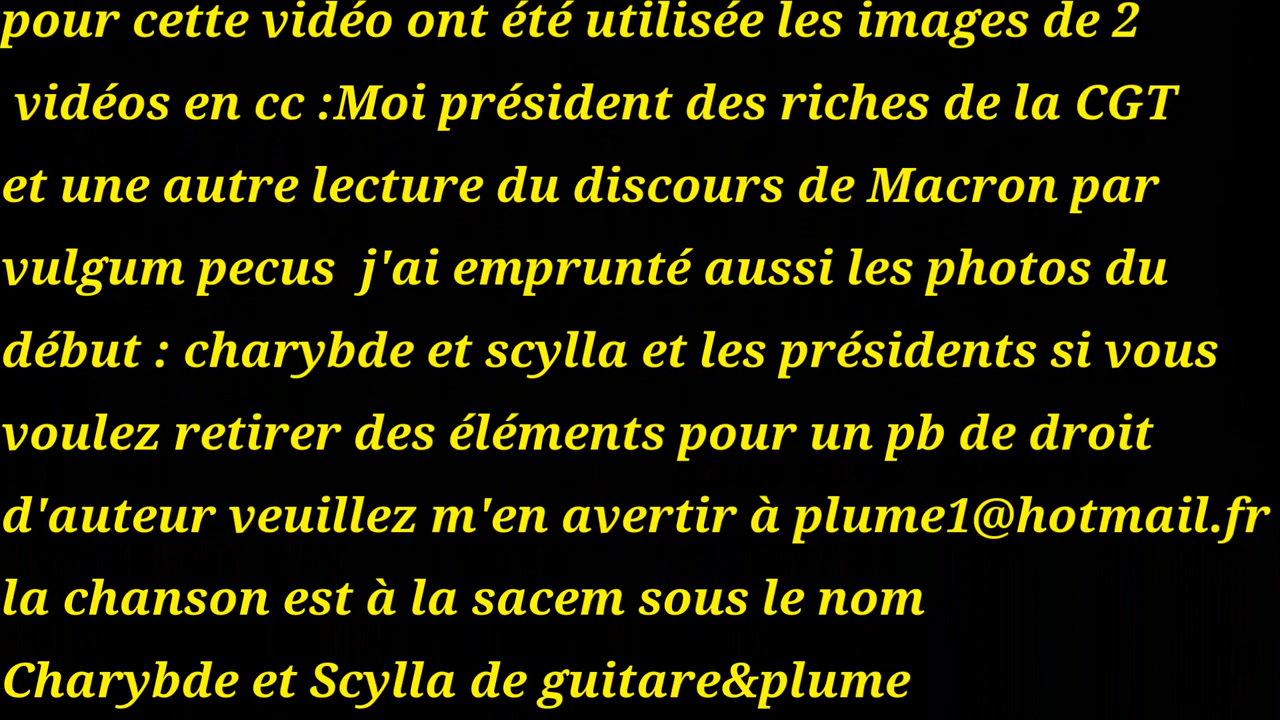 pour cette vidéo ont été utilisée les images de 2
vidéos en cc :Moi président des riches de la CGT
et une autre lecture du discours de Macron par
vulgum pecus j'ai emprunté aussi les photos du
début : charybde et scylla et les présidents si vous
voulez retirer des éléments pour un pb de droit
d'auteur veuillez m'en avertir à plume1@hotmail.fr
la chanson est à la sacem sous le nom
Charybde et Scylla de guitare&plume